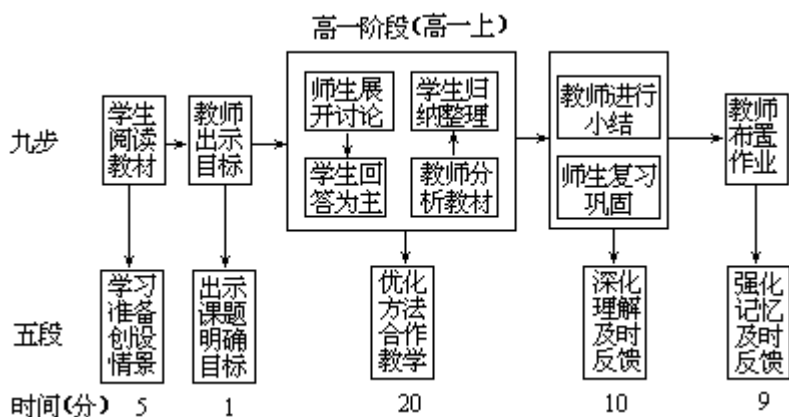 高一阶段(高一上)
九步
学生
阅读
教材
教师
出示
目标
师生展
开讨论
学生归
纳整理
学生回
答为主
教师分
析教材
教师进行
小结
师生复习
巩固
教师
布置
作业
五段
学习
准备
创设
情景
出示
课题
明确
目标
优化
方法
合作
教学
深化
理解
及时
反馈
强化
记忆
及时
反馈
时间(分) 5 1 20 10 9